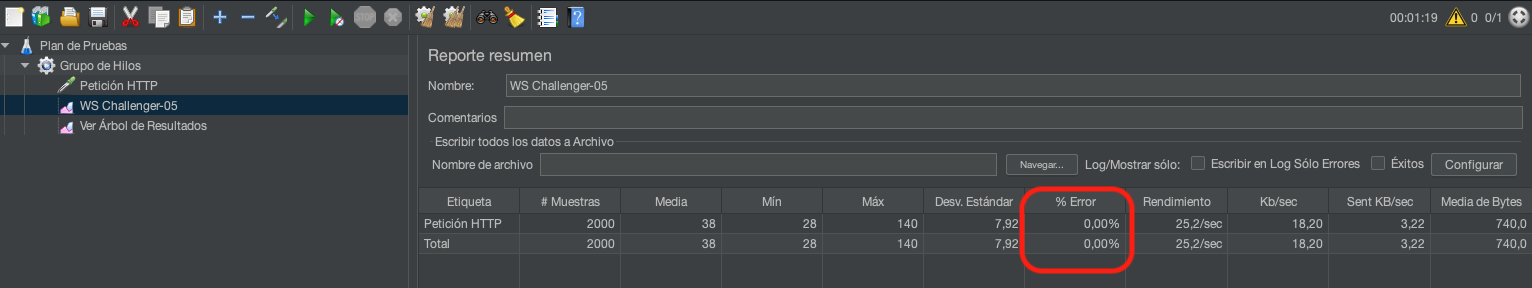 STOP
00:01:19 0 0/1
Plan de Pruebas
Grupo de Hilos
Petición HTTP
WS Challenger-05
Ver Árbol de Resultados
Reporte resumen
Nombre: WS Challenger-05
Comentarios
Escribir todos los datos a Archivo
Nombre de archivo Navegar... Log/Mostrar sólo: Escribir en Log Sólo Errores Éxitos Configurar
Etiqueta # Muestras Media Mín Máx Desv. Estándar % Error Rendimiento Kb/sec Sent KB/sec Media de Bytes
Petición HTTP 2000 38 28 140 7,92 0,00% 25,2/sec 18,20 3,22 740,0
Total 2000 38 28 140 7,92 0,00% 25,2/sec 18,20 3,22 740,0